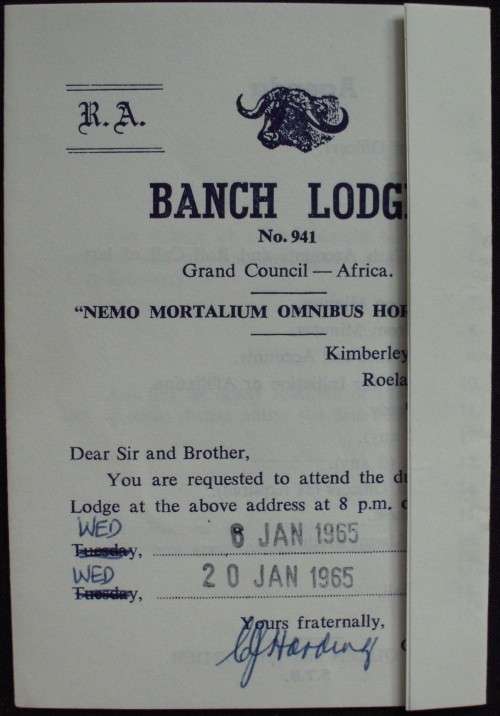 R.A.
BANCH LODG
No. 941
Grand Council — Africa.
"NEMO MORTALIUM OMNIBUS HOR
Kimberley
Roela
Dear Sir and Brother,
You are requested to attend the du
Lodge at the above address at 8 p.m.
WED
Tuesday, 6 JAN 1965
WED
Tuesday, 20 JAN 1965
Yours fraternally,
CJ Harding